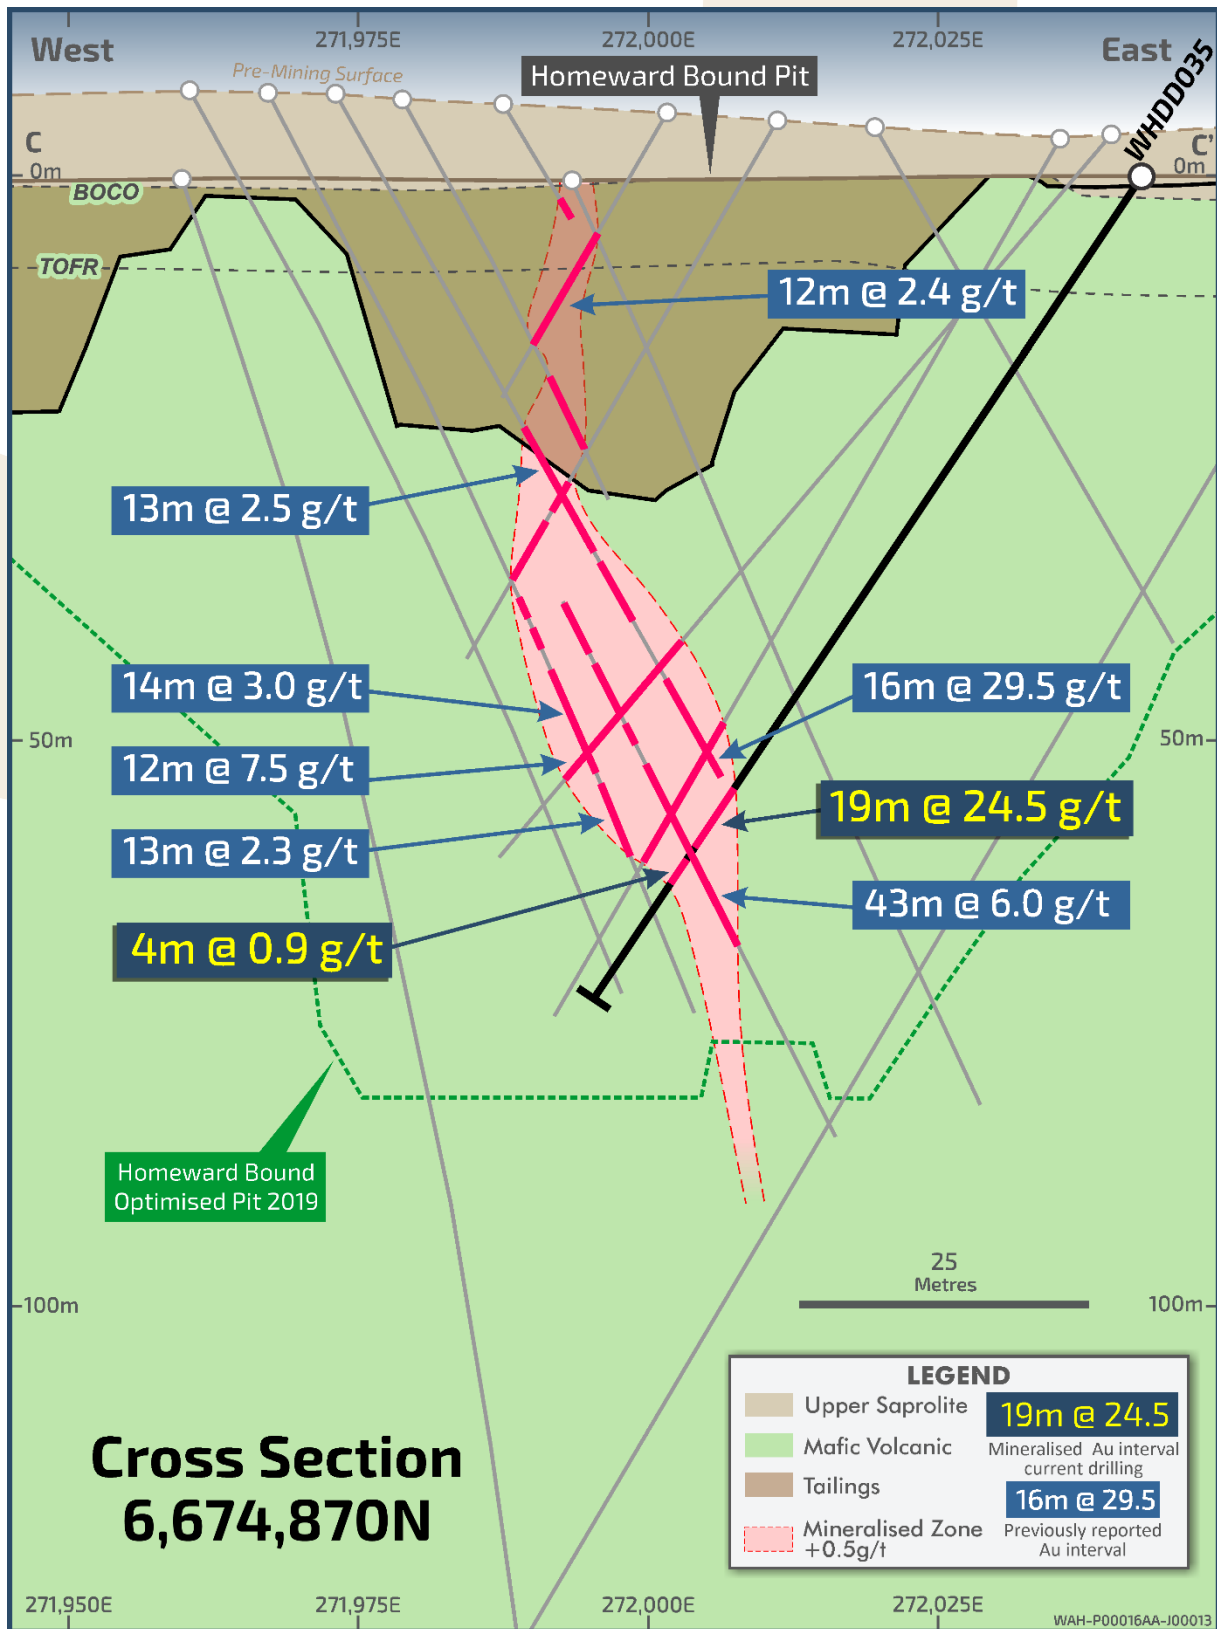 271,975E
272,000E
272,025E
West
East
Pre-Mining Surface
Homeward Bound Pit
WHDD035
C
C'
0m
0m
BOCO
TOFR
12m @ 2.4 g/t
13m @ 2.5 g/t
14m @ 3.0 g/t
16m @ 29.5 g/t
50m
50m
12m @ 7.5 g/t
19m @ 24.5 g/t
13m @ 2.3 g/t
43m @ 6.0 g/t
4m @ 0.9 g/t
Homeward Bound
Optimised Pit 2019
25
Metres
100m
100m
LEGEND
Upper Saprolite
Mafic Volcanic
Tailings
Mineralised Zone
+0.5g/t
19m @ 24.5
Mineralised Au interval
current drilling
16m @ 29.5
Previously reported
Au interval
Cross Section
6,674,870N
271,950E
271,975E
272,000E
272,025E
WAH-P00016AA-J00013